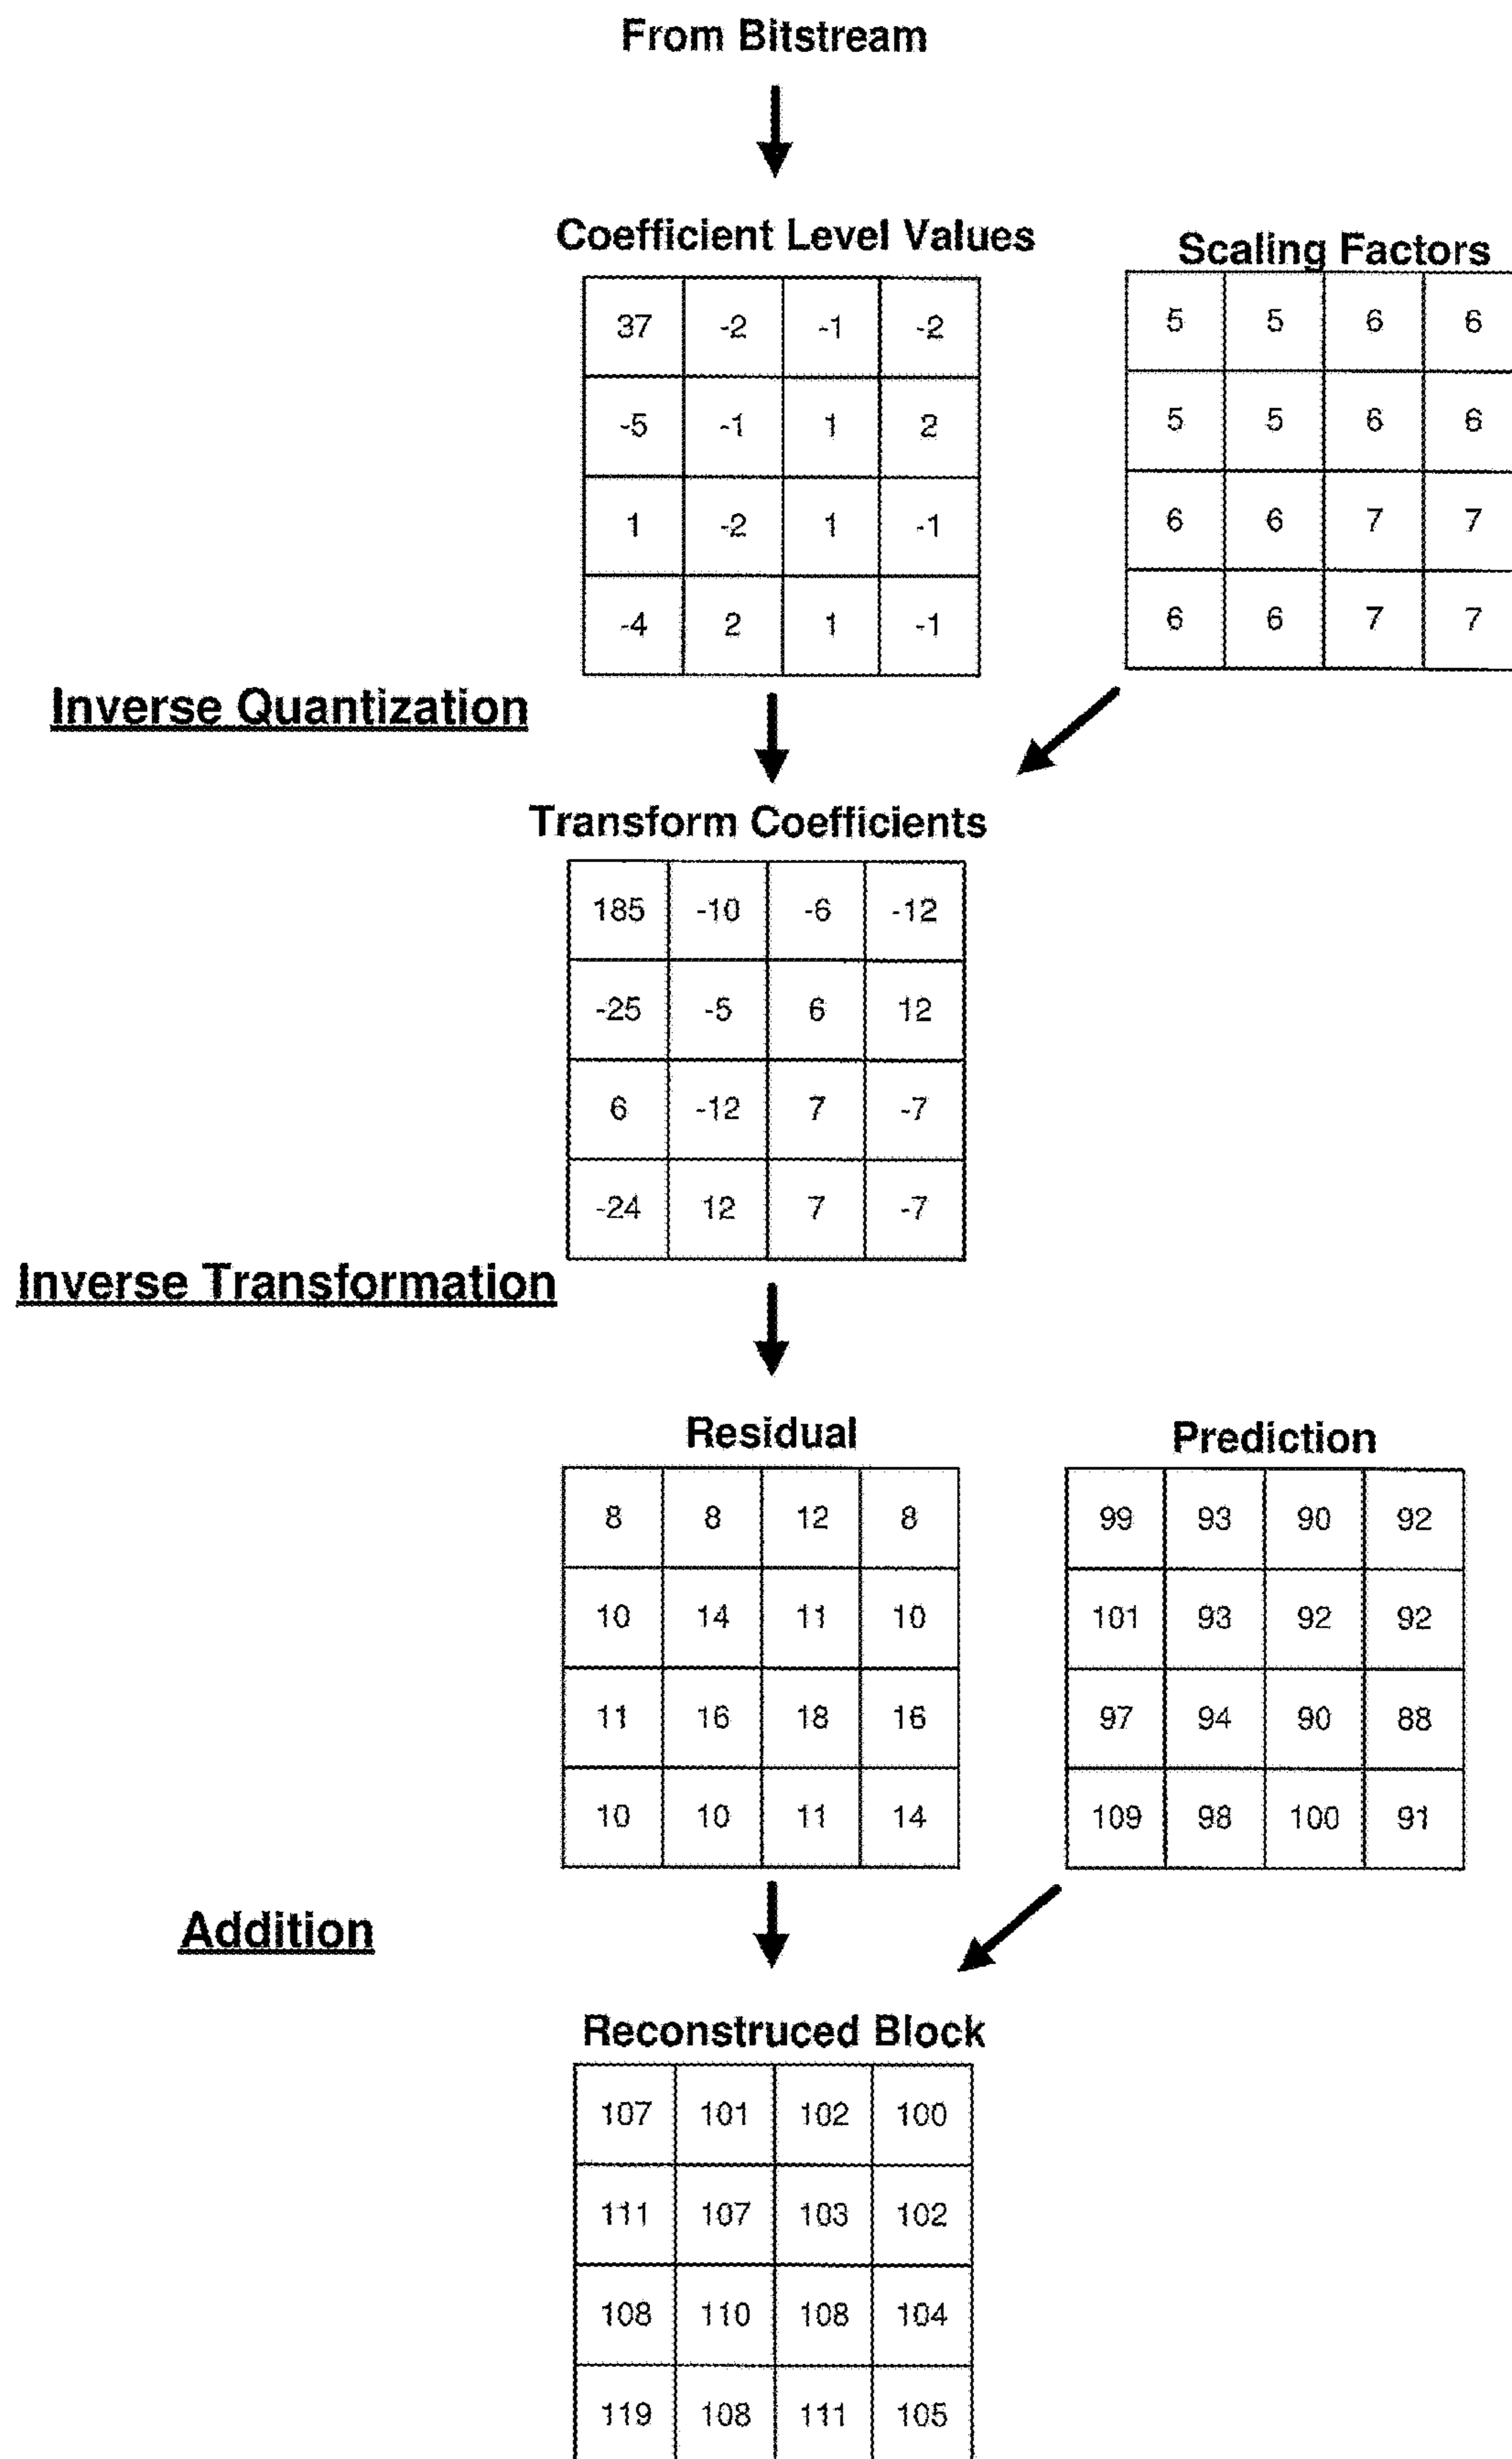 From Bitstream
Coefficient Level Values
Scaling Factors
37 -2 -1 -2
5 5 6 6
-5 -1 1 2
5 5 6 6
1 -2 1 -1
6 6 7 7
-4 2 1 -1
6 6 7 7
Inverse Quantization
Transform Coefficients
185 -10 -6 -12
-25 -5 6 12
6 -12 7 -7
-24 12 7 -7
Inverse Transformation
Residual
Prediction
8 8 12 8
99 93 90 92
10 14 11 10
101 93 92 92
11 16 18 16
97 94 90 88
10 10 11 14
109 98 100 91
Addition
Reconstruced Block
107 101 102 100
111 107 103 102
108 110 108 104
119 108 111 105